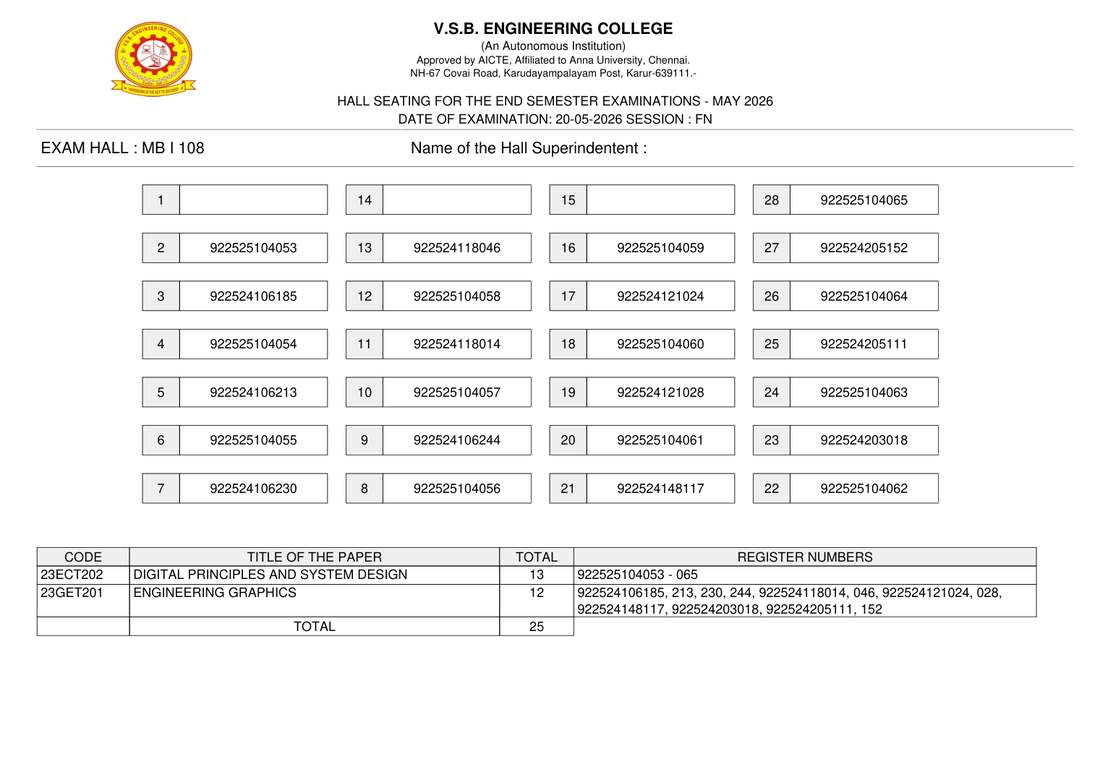 V.S.B. ENGINEERING COLLEGE
(An Autonomous Institution)
Approved by AICTE, Affiliated to Anna University, Chennai.
NH-67 Covai Road, Karudayampalayam Post, Karur-639111.-
HALL SEATING FOR THE END SEMESTER EXAMINATIONS - MAY 2026
DATE OF EXAMINATION: 20-05-2026 SESSION : FN
EXAM HALL : MB I 108 Name of the Hall Superindentent :
1 14 15 28 922525104065
2 922525104053 13 922524118046 16 922525104059 27 922524205152
3 922524106185 12 922525104058 17 922524121024 26 922525104064
4 922525104054 11 922524118014 18 922525104060 25 922524205111
5 922524106213 10 922525104057 19 922524121028 24 922525104063
6 922525104055 9 922524106244 20 922525104061 23 922524203018
7 922524106230 8 922525104056 21 922524148117 22 922525104062
CODE TITLE OF THE PAPER TOTAL REGISTER NUMBERS
23ECT202 DIGITAL PRINCIPLES AND SYSTEM DESIGN 13 922525104053 - 065
23GET201 ENGINEERING GRAPHICS 12 922524106185, 213, 230, 244, 922524118014, 046, 922524121024, 028,
922524148117, 922524203018, 922524205111, 152
TOTAL 25